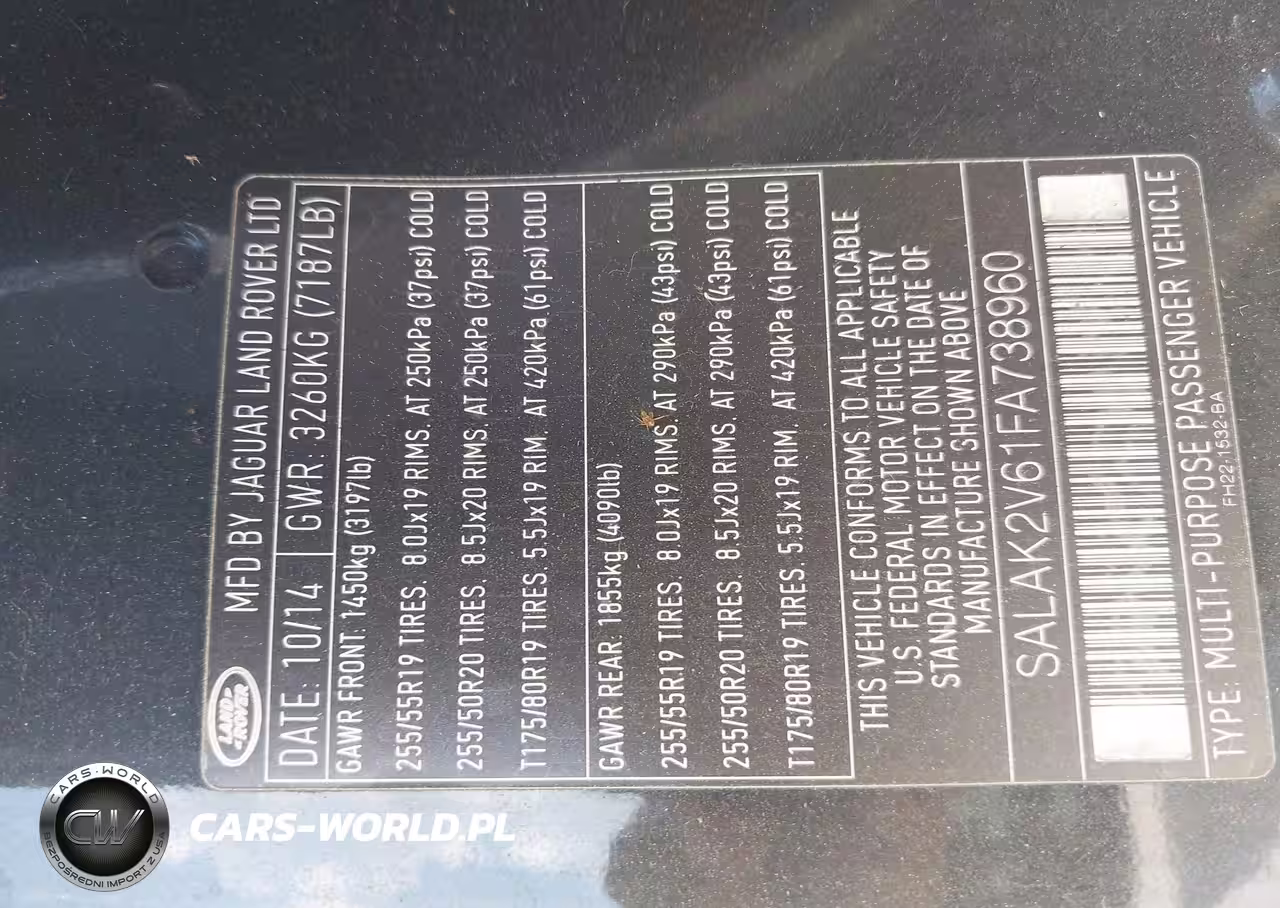 LAND
ROVER
MFD BY JAGUAR LAND ROVER LTD
DATE: 10/14 GWR: 3260KG (7187LB)
GAWR FRONT: 1450kg (3197lb)
255/55R19 TIRES. 8.0Jx19 RIMS. AT 250kPa (37psi) COLD
255/50R20 TIRES. 8.5Jx20 RIMS. AT 250kPa (37psi) COLD
T175/80R19 TIRES. 5.5Jx19 RIM. AT 420kPa (61psi) COLD
GAWR REAR: 1855kg (4090lb)
255/55R19 TIRES. 8.0Jx19 RIMS. AT 290kPa (43psi) COLD
255/50R20 TIRES. 8.5Jx20 RIMS. AT 290kPa (43psi) COLD
T175/80R19 TIRES. 5.5Jx19 RIM. AT 420kPa (61psi) COLD
THIS VEHICLE CONFORMS TO ALL APPLICABLE
U.S. FEDERAL MOTOR VEHICLE SAFETY
STANDARDS IN EFFECT ON THE DATE OF
MANUFACTURE SHOWN ABOVE
SALAK2V61FA738960
TYPE: MULTI-PURPOSE PASSENGER VEHICLE
FH22-1532-BA
CARS-WORLD
CW
BEZPOŚREDNI IMPORT Z USA
CARS-WORLD.PL